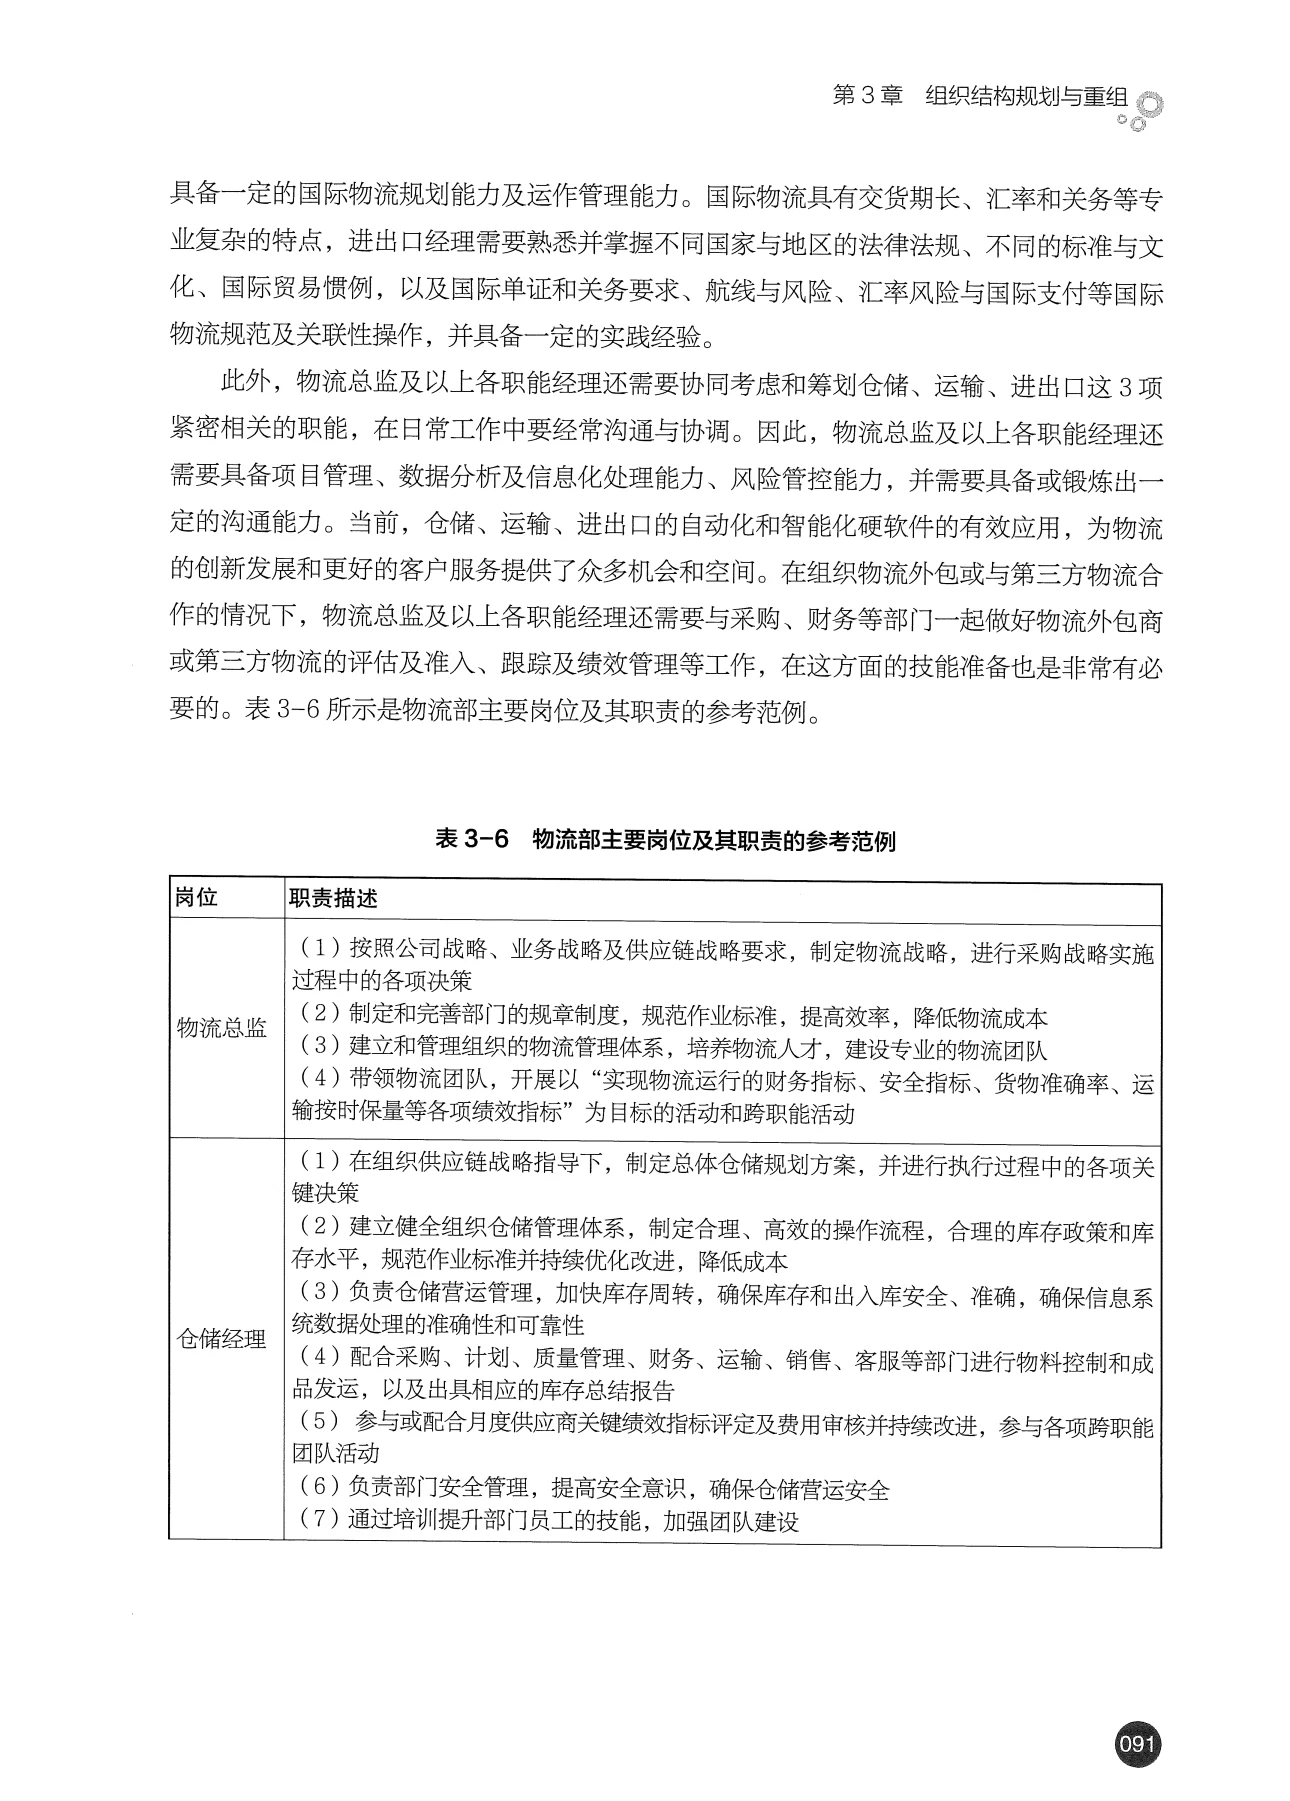 第3章　组织结构规划与重组
具备一定的国际物流规划能力及运作管理能力。国际物流具有交货期长、汇率和关务等专
业复杂的特点，进出口经理需要熟悉并掌握不同国家与地区的法律法规、不同的标准与文
化、国际贸易惯例，以及国际单证和关务要求、航线与风险、汇率风险与国际支付等国际
物流规范及关联性操作，并具备一定的实践经验。
此外，物流总监及以上各职能经理还需要协同考虑和筹划仓储、运输、进出口这3项
紧密相关的职能，在日常工作中要经常沟通与协调。因此，物流总监及以上各职能经理还
需要具备项目管理、数据分析及信息化处理能力、风险管控能力，并需要具备或锻炼出一
定的沟通能力。当前，仓储、运输、进出口的自动化和智能化硬软件的有效应用，为物流
的创新发展和更好的客户服务提供了众多机会和空间。在组织物流外包或与第三方物流合
作的情况下，物流总监及以上各职能经理还需要与采购、财务等部门一起做好物流外包商
或第三方物流的评估及准入、跟踪及绩效管理等工作，在这方面的技能准备也是非常有必
要的。表3-6所示是物流部主要岗位及其职责的参考范例。
表3-6　物流部主要岗位及其职责的参考范例
岗位　职责描述
物流总监
（1）按照公司战略、业务战略及供应链战略要求，制定物流战略，进行采购战略实施
过程中的各项决策
（2）制定和完善部门的规章制度，规范作业标准，提高效率，降低物流成本
（3）建立和管理组织的物流管理体系，培养物流人才，建设专业的物流团队
（4）带领物流团队，开展以“实现物流运行的财务指标、安全指标、货物准确率、运
输按时保量等各项绩效指标”为目标的活动和跨职能活动
仓储经理
（1）在组织供应链战略指导下，制定总体仓储规划方案，并进行执行过程中的各项关
键决策
（2）建立健全组织仓储管理体系，制定合理、高效的操作流程，合理的库存政策和库
存水平，规范作业标准并持续优化改进，降低成本
（3）负责仓储营运管理，加快库存周转，确保库存和出入库安全、准确，确保信息系
统数据处理的准确性和可靠性
（4）配合采购、计划、质量管理、财务、运输、销售、客服等部门进行物料控制和成
品发运，以及出具相应的库存总结报告
（5） 参与或配合月度供应商关键绩效指标评定及费用审核并持续改进，参与各项跨职能
团队活动
（6）负责部门安全管理，提高安全意识，确保仓储营运安全
（7）通过培训提升部门员工的技能，加强团队建设
091